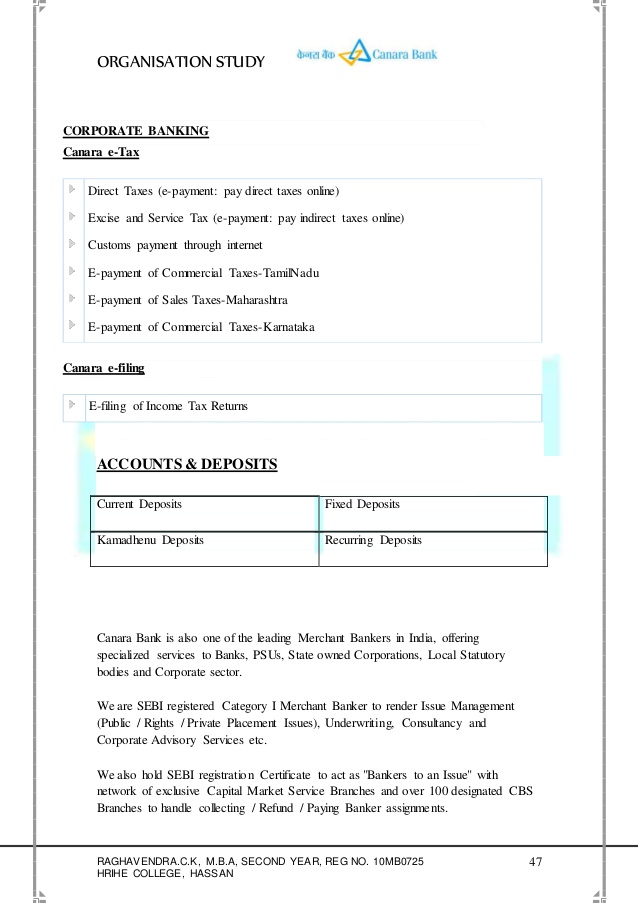 ORGANISATION STUDY
केनरा बैंक Canara Bank
CORPORATE BANKING
Canara e-Tax
Direct Taxes (e-payment: pay direct taxes online)
Excise and Service Tax (e-payment: pay indirect taxes online)
Customs payment through internet
E-payment of Commercial Taxes-TamilNadu
E-payment of Sales Taxes-Maharashtra
E-payment of Commercial Taxes-Karnataka
Canara e-filing
E-filing of Income Tax Returns
ACCOUNTS & DEPOSITS
Current Deposits Fixed Deposits
Kamadhenu Deposits Recurring Deposits
Canara Bank is also one of the leading Merchant Bankers in India, offering
specialized services to Banks, PSUs, State owned Corporations, Local Statutory
bodies and Corporate sector.
We are SEBI registered Category I Merchant Banker to render Issue Management
(Public / Rights / Private Placement Issues), Underwriting, Consultancy and
Corporate Advisory Services etc.
We also hold SEBI registration Certificate to act as "Bankers to an Issue" with
network of exclusive Capital Market Service Branches and over 100 designated CBS
Branches to handle collecting / Refund / Paying Banker assignments.
RAGHAVENDRA.C.K, M.B.A, SECOND YEAR, REG NO. 10MB0725 47
HRIHE COLLEGE, HASSAN